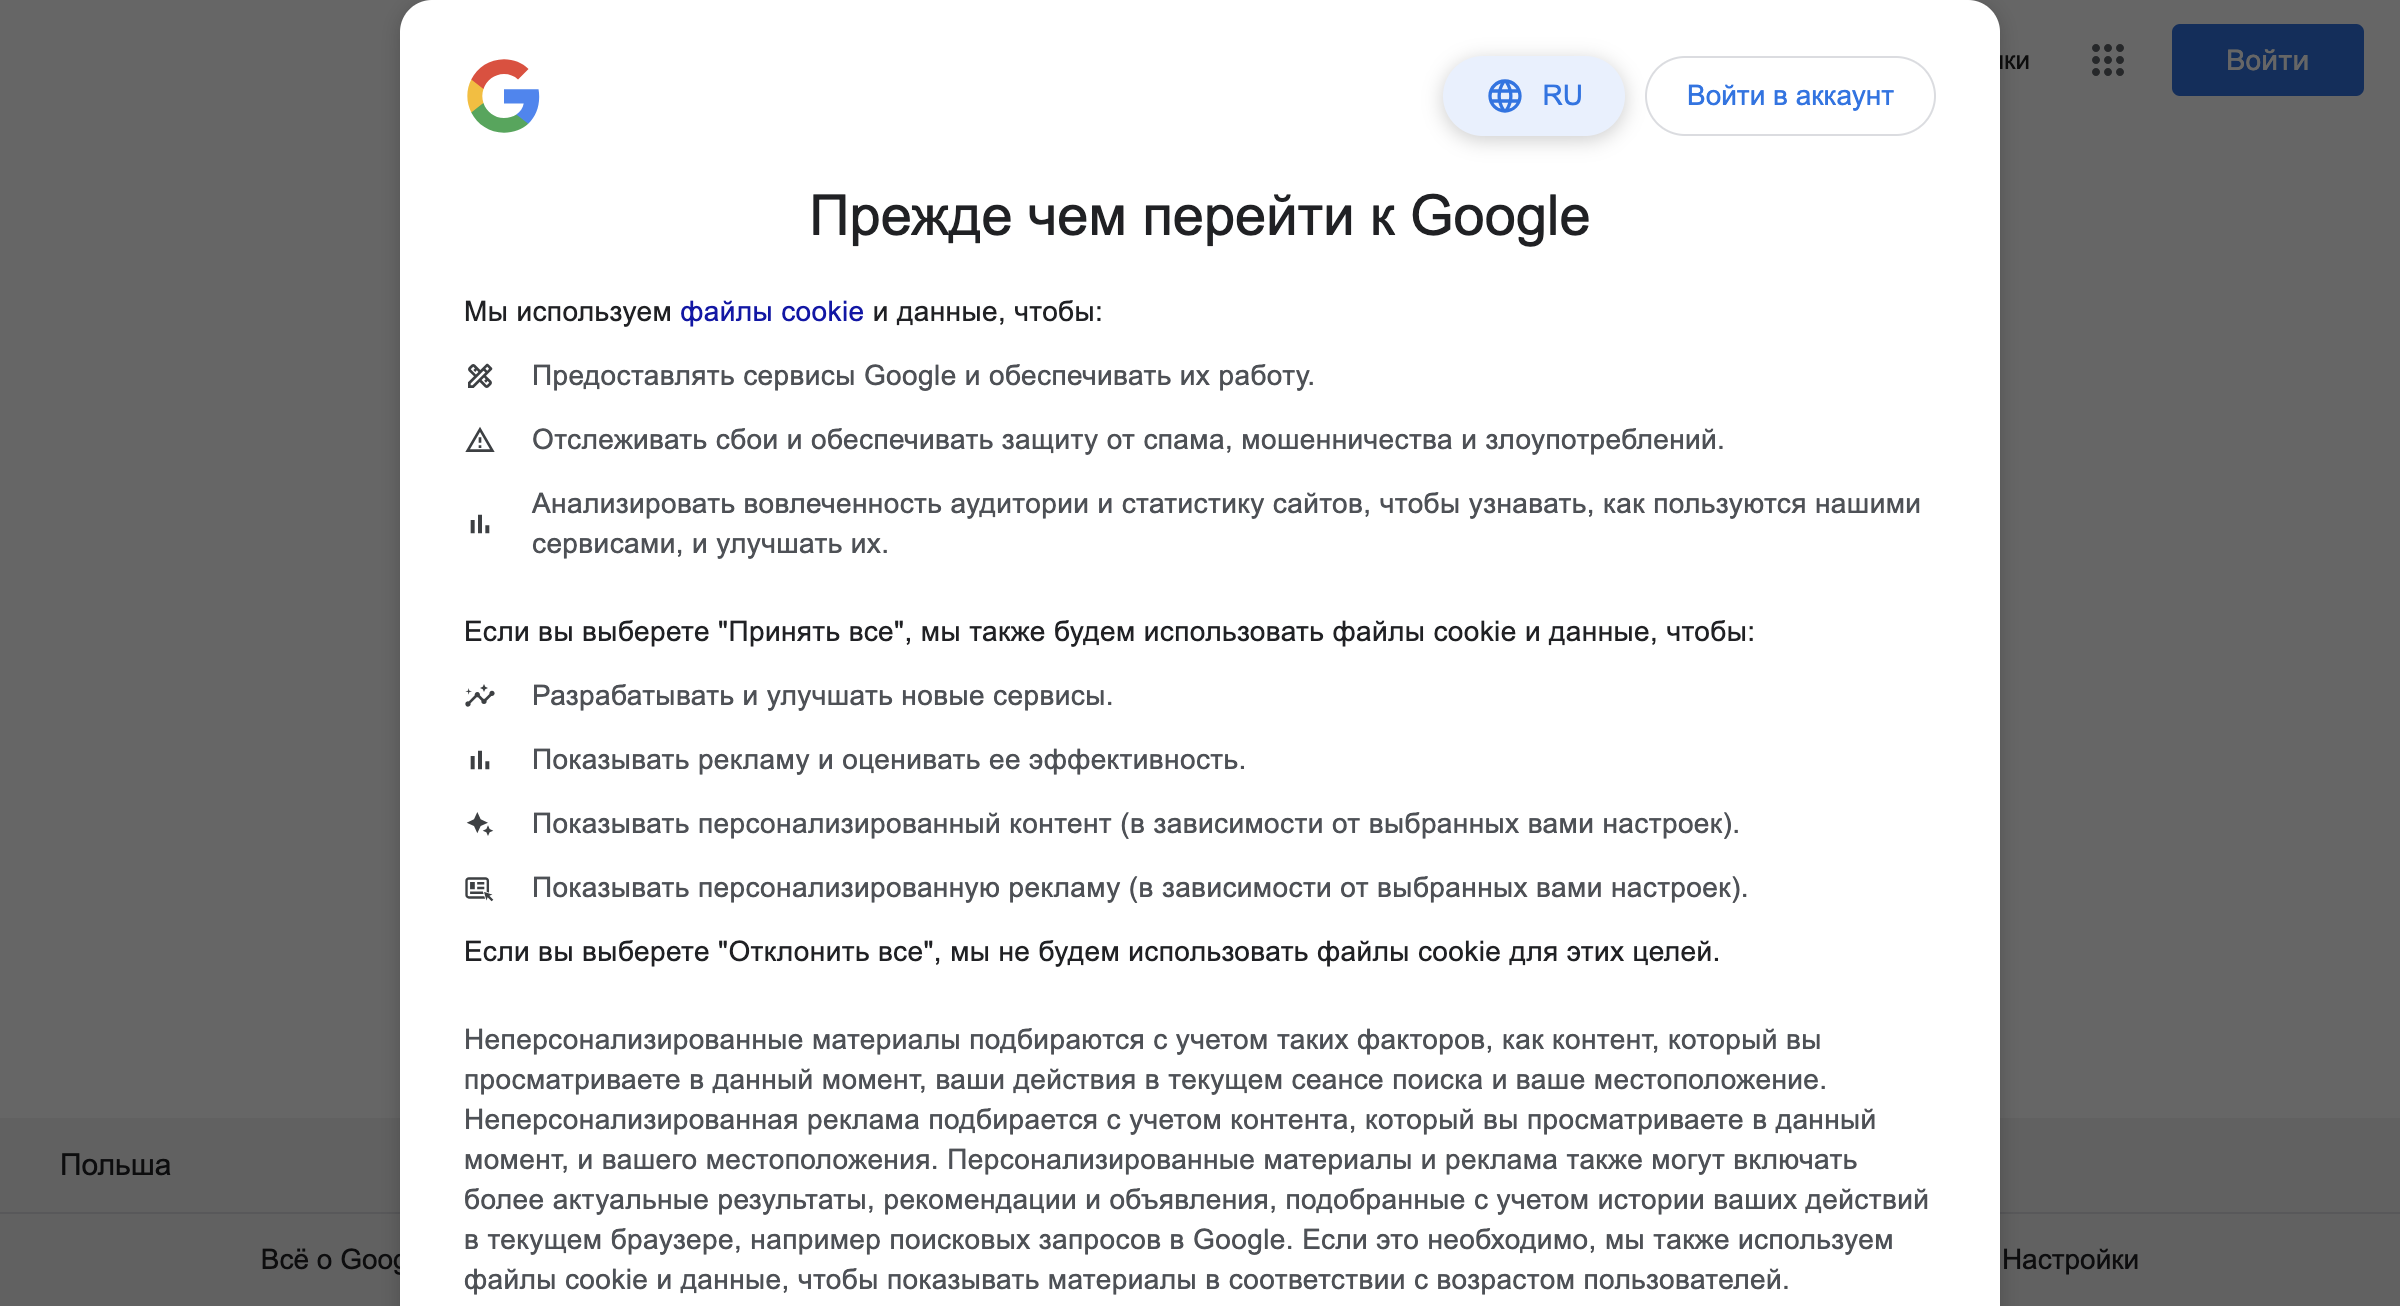 RU
Войти в аккаунт
Войти
Прежде чем перейти к Google
Мы используем файлы cookie и данные, чтобы:
Предоставлять сервисы Google и обеспечивать их работу.
Отслеживать сбои и обеспечивать защиту от спама, мошенничества и злоупотреблений.
Анализировать вовлеченность аудитории и статистику сайтов, чтобы узнавать, как пользуются нашими
сервисами, и улучшать их.
Если вы выберете "Принять все", мы также будем использовать файлы cookie и данные, чтобы:
Разрабатывать и улучшать новые сервисы.
Показывать рекламу и оценивать ее эффективность.
Показывать персонализированный контент (в зависимости от выбранных вами настроек).
Показывать персонализированную рекламу (в зависимости от выбранных вами настроек).
Если вы выберете "Отклонить все", мы не будем использовать файлы cookie для этих целей.
Неперсонализированные материалы подбираются с учетом таких факторов, как контент, который вы
просматриваете в данный момент, ваши действия в текущем сеансе поиска и ваше местоположение.
Неперсонализированная реклама подбирается с учетом контента, который вы просматриваете в данный
момент, и вашего местоположения. Персонализированные материалы и реклама также могут включать
более актуальные результаты, рекомендации и объявления, подобранные с учетом истории ваших действий
в текущем браузере, например поисковых запросов в Google. Если это необходимо, мы также используем
файлы cookie и данные, чтобы показывать материалы в соответствии с возрастом пользователей.
Польша
Всё о Goog
Настройки